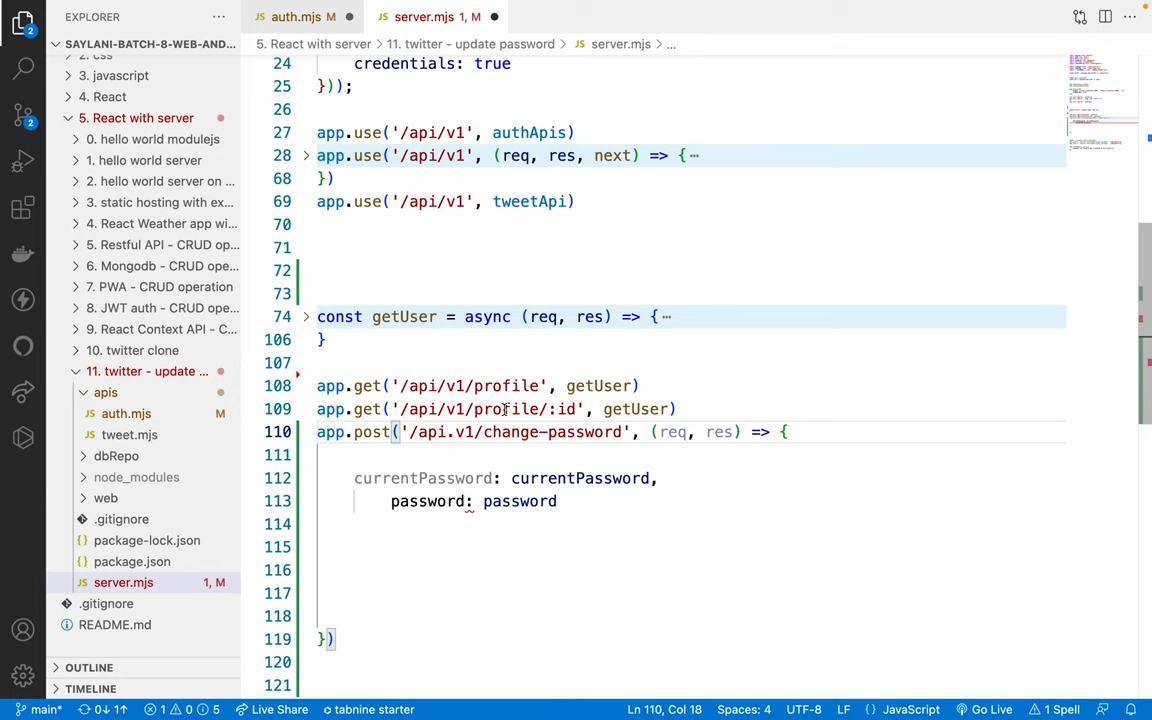 EXPLORER
SAYLANI-BATCH-8-WEB-AND...
2. css
3. javascript
4. React
5. React with server
0. hello world modulejs
1. hello world server
2. hello world server on ...
3. static hosting with ex...
4. React Weather app wi...
5. Restful API - CRUD op...
6. Mongodb - CRUD ope...
7. PWA - CRUD operation
8. JWT auth - CRUD ope...
9. React Context API - C...
10. twitter clone
11. twitter - update ...
apis
JS auth.mjs M
JS tweet.mjs
dbRepo
node_modules
web
.gitignore
{} package-lock.json
{} package.json
JS server.mjs 1, M
.gitignore
README.md
OUTLINE
TIMELINE
2
2
JS auth.mjs M
JS server.mjs 1, M
5. React with server > 11. twitter - update password > JS server.mjs > ...
24 credentials: true
25 }));
26
27 app.use('/api/v1', authApis)
28 app.use('/api/v1', (req, res, next) => {...
68 })
69 app.use('/api/v1', tweetApi)
70
71
72
73
74 const getUser = async (req, res) => {...
106 }
107
108 app.get('/api/v1/profile', getUser)
109 app.get('/api/v1/profile/:id', getUser)
110 app.post('/api.v1/change-password', (req, res) => {
111
112 currentPassword: currentPassword,
113 password: password
114
115
116
117
118
119 })
120
121
main* 0↓ 1↑ 1 0 5 Live Share tabnine starter Ln 110, Col 18 Spaces: 4 UTF-8 LF {} JavaScript Go Live 1 Spell